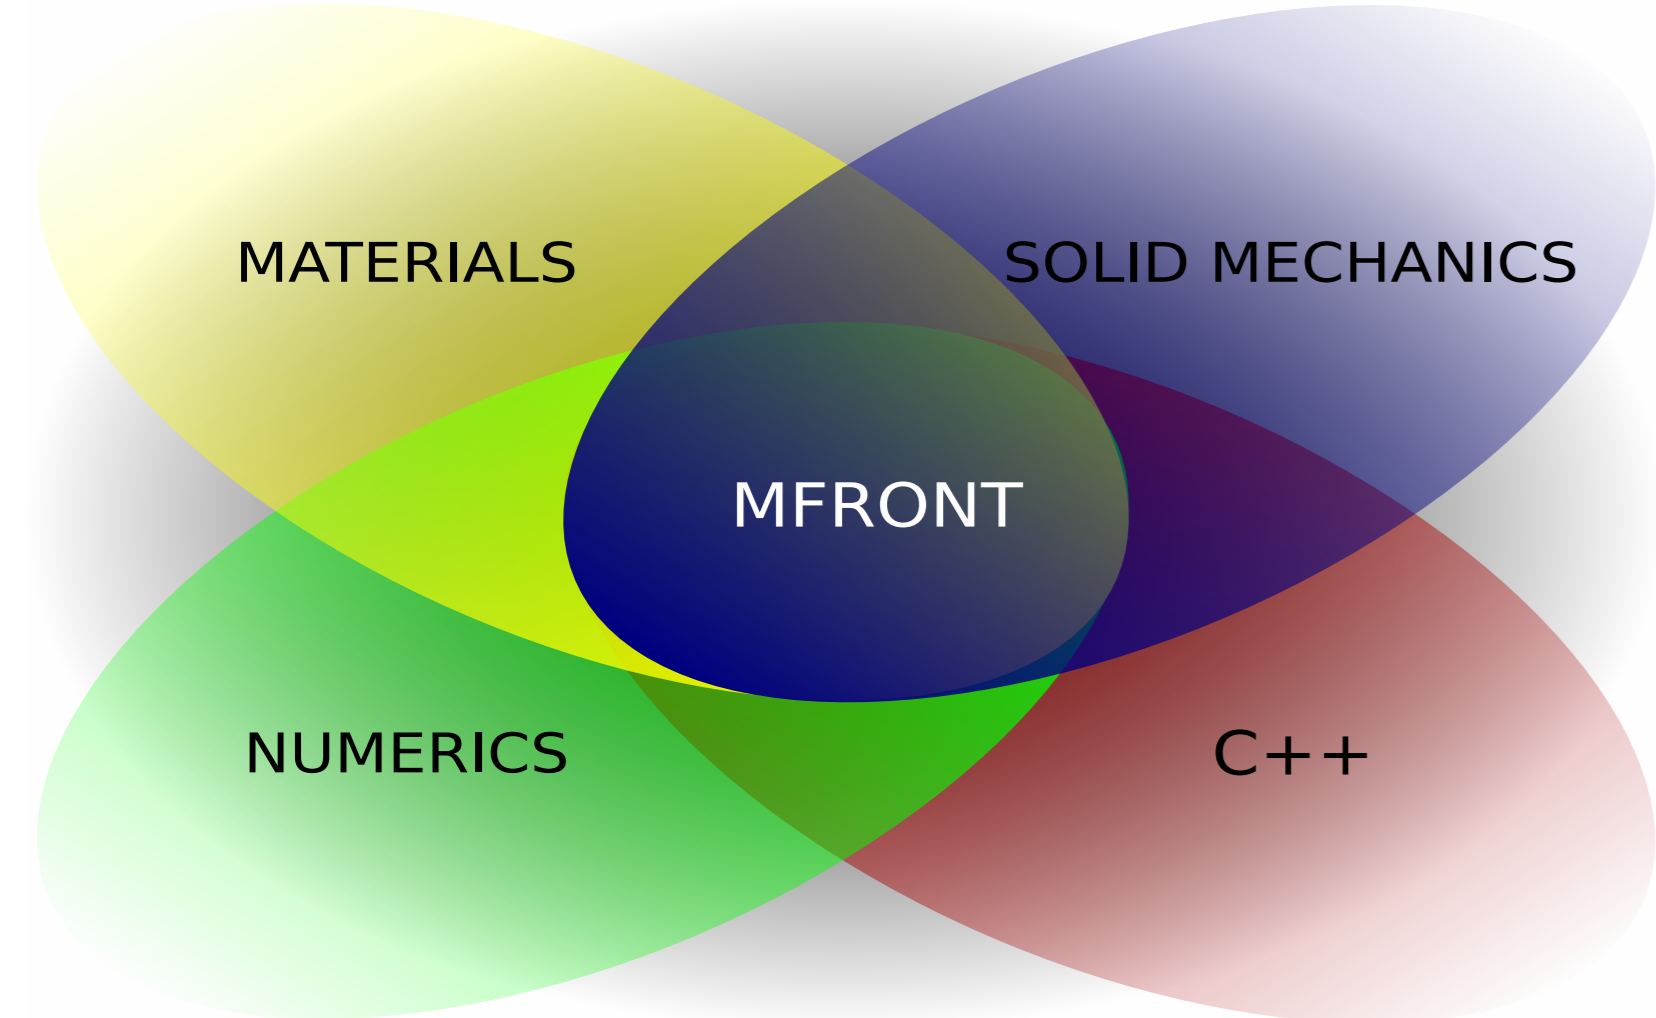 MATERIALS
SOLID MECHANICS
MFRONT
NUMERICS
C++